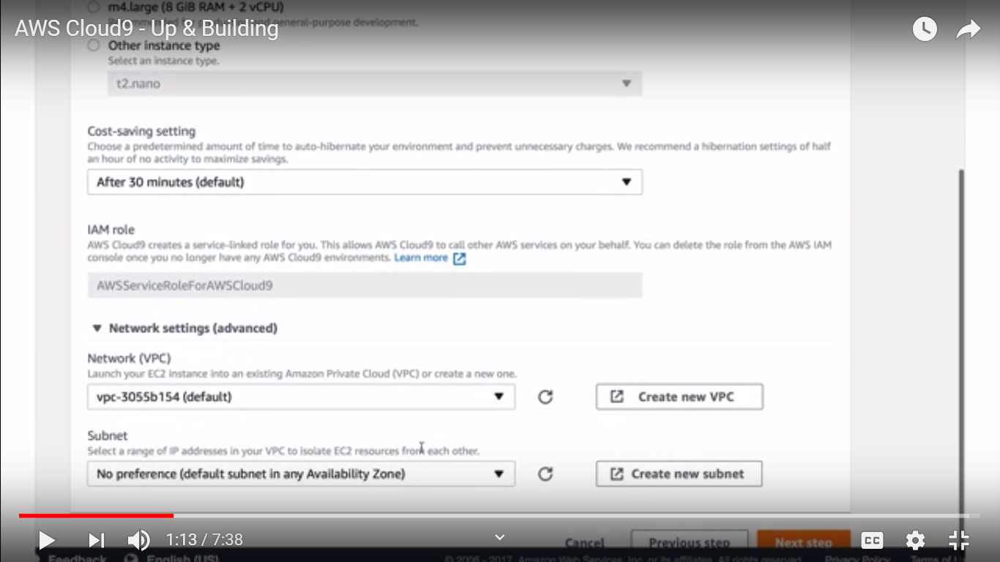 m4.large (8 GiB RAM + 2 vCPU)
AWS Cloud9 - Up & Building
general-purpose development.
Other instance type
Select an instance type.
t2.nano
Cost-saving setting
Choose a predetermined amount of time to auto-hibernate your environment and prevent unnecessary charges. We recommend a hibernation settings of half
an hour of no activity to maximize savings.
After 30 minutes (default)
IAM role
AWS Cloud9 creates a service-linked role for you. This allows AWS Cloud9 to call other AWS services on your behalf. You can delete the role from the AWS IAM
console once you no longer have any AWS Cloud9 environments. Learn more
AWSServiceRoleForAWSCloud9
Network settings (advanced)
Network (VPC)
Launch your EC2 instance into an existing Amazon Private Cloud (VPC) or create a new one.
vpc-3055b154 (default)
Create new VPC
Subnet
Select a range of IP addresses in your VPC to isolate EC2 resources from each other.
No preference (default subnet in any Availability Zone)
Create new subnet
1:13 / 7:38
Cancel
Previous step
Next step
CC
Feedback
English (US)
© 2008 - 2017, Amazon Web Services, Inc. or its affiliates. All rights reserved.
Privacy Policy
Terms of